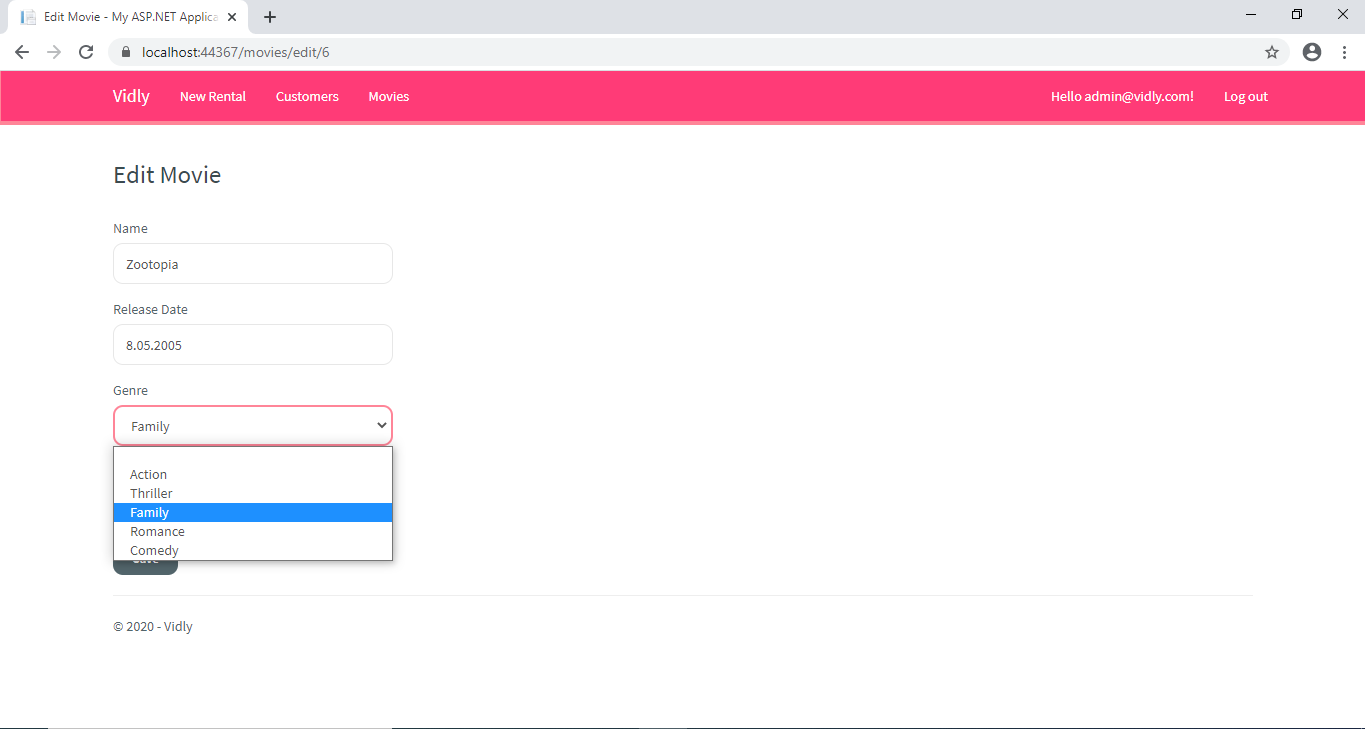 Edit Movie - My ASP.NET Applica
localhost:44367/movies/edit/6
Vidly New Rental Customers Movies Hello admin@vidly.com! Log out
Edit Movie
Name
Zootopia
Release Date
8.05.2005
Genre
Family
Action
Thriller
Family
Romance
Comedy
Save
© 2020 - Vidly